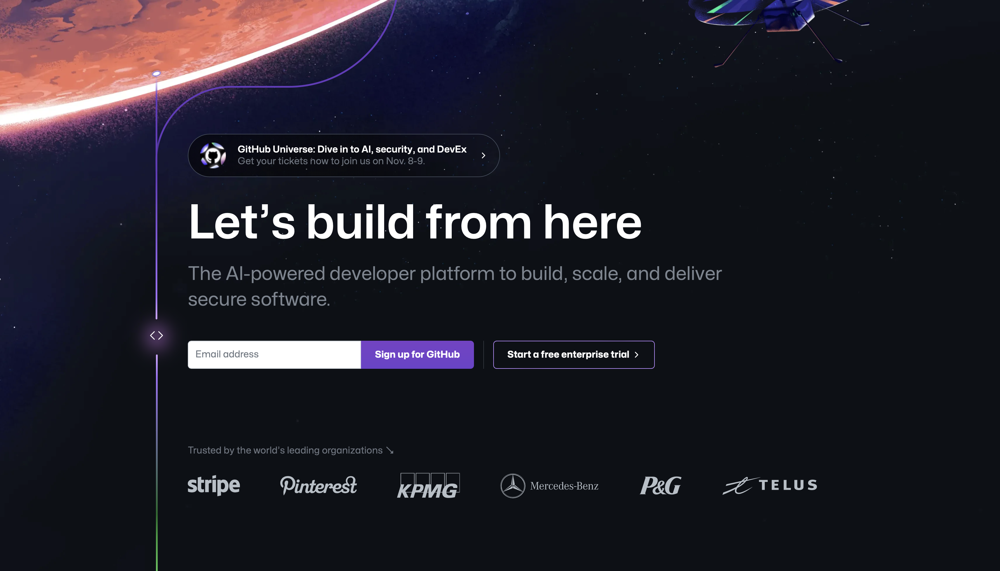 GitHub Universe: Dive in to AI, security, and DevEx
Get your tickets now to join us on Nov. 8-9.
Let’s build from here
The AI-powered developer platform to build, scale, and deliver
secure software.
Email address
Sign up for GitHub
Start a free enterprise trial
Trusted by the world’s leading organizations ↘
stripe
Pinterest
KPMG
Mercedes-Benz
P&G
TELUS